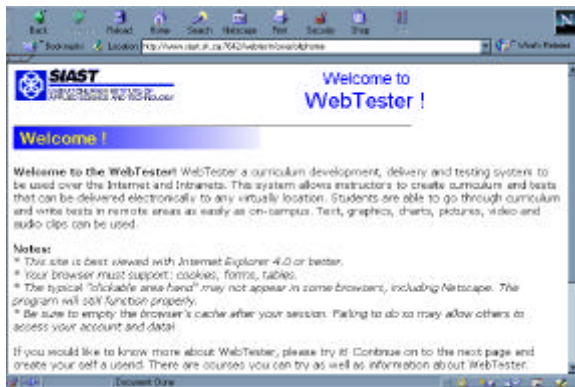 Back Reload Home Search Netscape Print Security Stop
Bookmarks Location: What's Related
SIAST
Welcome to
WebTester !
Welcome !
Welcome to the WebTester! WebTester a curriculum development, delivery and testing system to
be used over the Internet and Intranets. This system allows instructors to create curriculum and tests
that can be delivered electronically to any virtually location. Students are able to go through curriculum
and write tests in remote areas as easily as on-campus. Text, graphics, charts, pictures, video and
audio clips can be used.
Notes:
* This site is best viewed with Internet Explorer 4.0 or better.
* Your browser must support: cookies, forms, tables.
* The typical "clickable area hand" may not appear in some browsers, including Netscape. The
program will still function properly.
* Be sure to empty the browser's cache after your session. Failing to do so may allow others to
access your account and data!
If you would like to know more about WebTester, please try it! Continue on to the next page and
create your self a userid. There are courses you can try as well as information about WebTester.
Document: Done